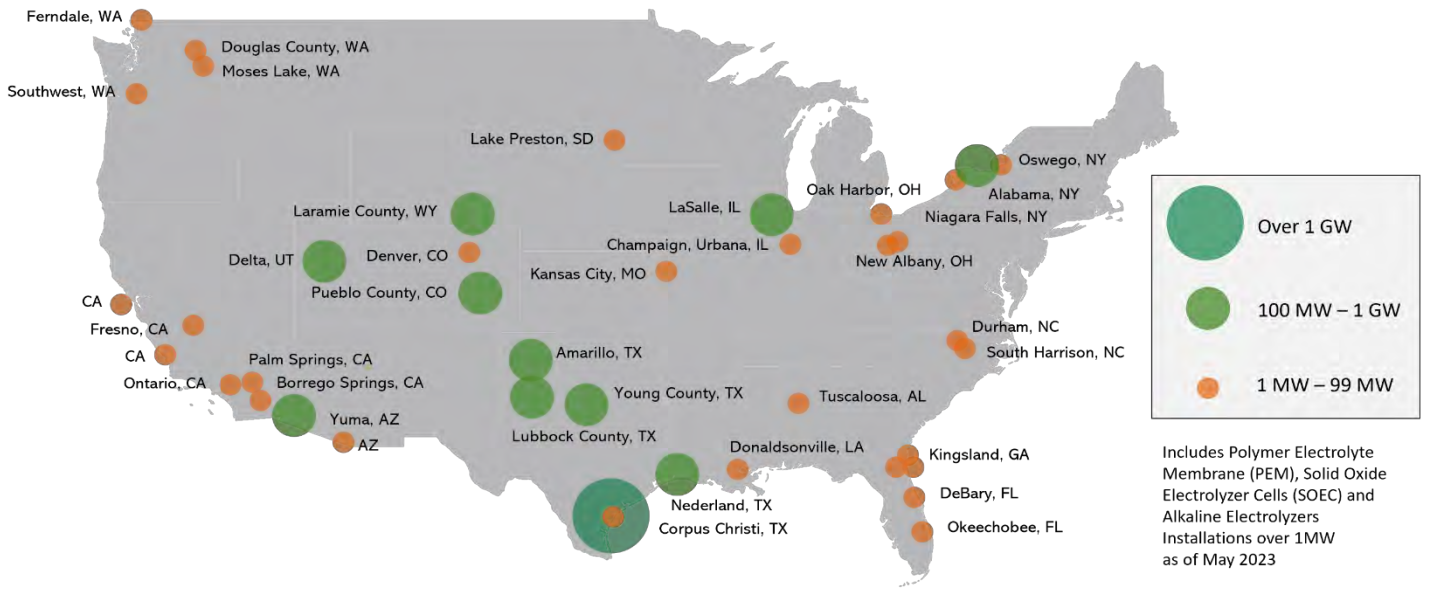 Ferndale, WA
Douglas County, WA
Moses Lake, WA
Southwest, WA
Lake Preston, SD
Oswego, NY
Oak Harbor, OH
Alabama, NY
Laramie County, WY
LaSalle, IL
Niagara Falls, NY
Denver, CO
Champaign, Urbana, IL
Delta, UT
New Albany, OH
Kansas City, MO
Pueblo County, CO
CA
Fresno, CA
Durham, NC
CA
Palm Springs, CA
Amarillo, TX
South Harrison, NC
Ontario, CA
Borrego Springs, CA
Young County, TX
Tuscaloosa, AL
Yuma, AZ
Lubbock County, TX
AZ
Donaldsonville, LA
Kingsland, GA
DeBary, FL
Nederland, TX
Corpus Christi, TX
Okeechobee, FL
Over 1 GW
100 MW – 1 GW
1 MW – 99 MW
Includes Polymer Electrolyte
Membrane (PEM), Solid Oxide
Electrolyzer Cells (SOEC) and
Alkaline Electrolyzers
Installations over 1MW
as of May 2023